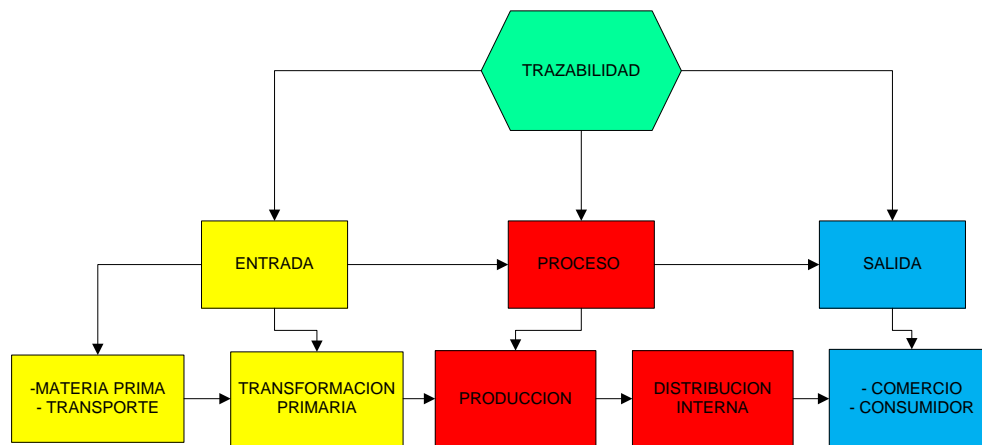 TRAZABILIDAD
ENTRADA
PROCESO
SALIDA
-MATERIA PRIMA
- TRANSPORTE
TRANSFORMACION
PRIMARIA
PRODUCCION
DISTRIBUCION
INTERNA
- COMERCIO
- CONSUMIDOR